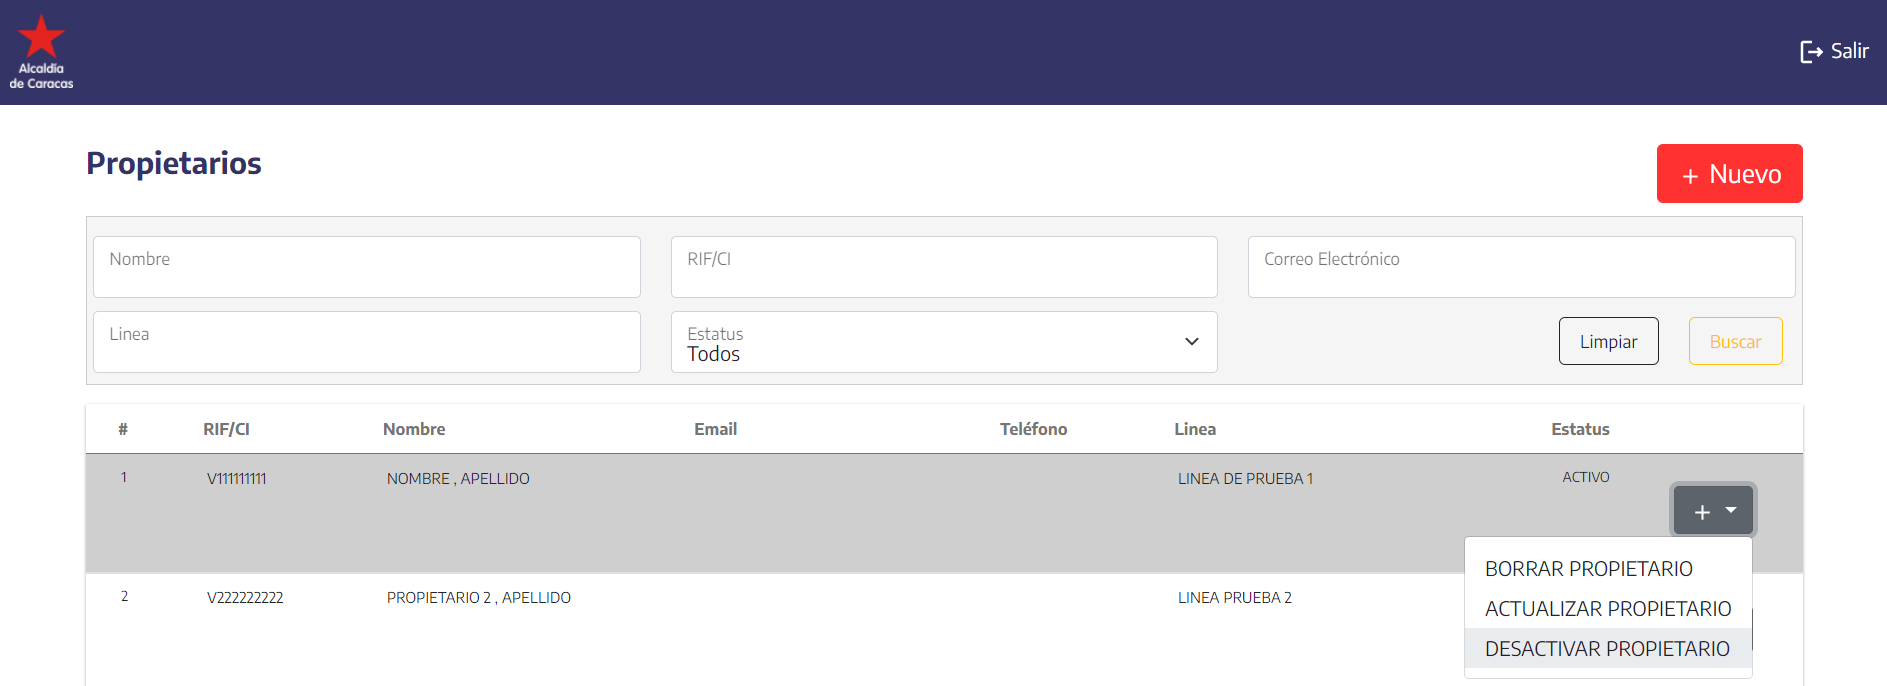 Alcaldía
de Caracas
Salir
Propietarios
+ Nuevo
Nombre
RIF/CI
Correo Electrónico
Linea
Estatus
Todos
Limpiar
Buscar
# RIF/CI Nombre Email Teléfono Linea Estatus
1 V111111111 NOMBRE , APELLIDO LINEA DE PRUEBA 1 ACTIVO
+
BORRAR PROPIETARIO
2 V222222222 PROPIETARIO 2 , APELLIDO LINEA PRUEBA 2
ACTUALIZAR PROPIETARIO
DESACTIVAR PROPIETARIO